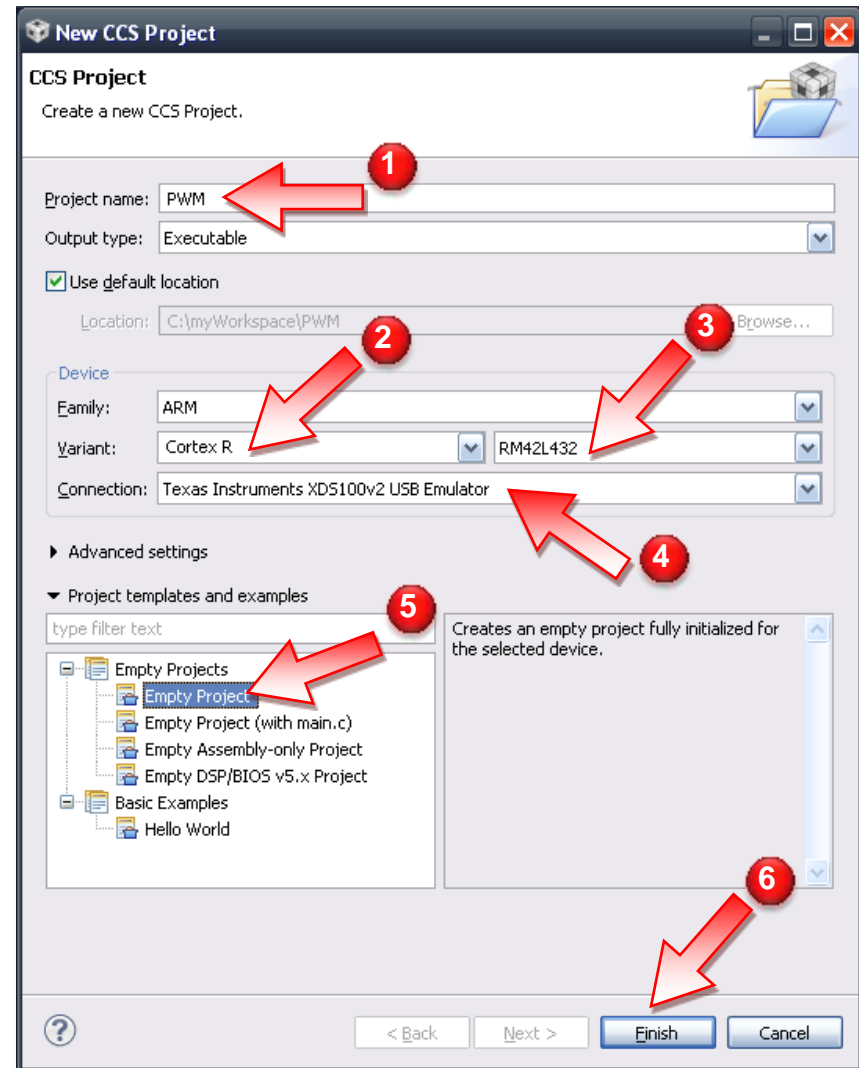 New CCS Project
CCS Project
Create a new CCS Project.
1
Project name: PWM
Output type: Executable
Use default location
Location: C:\myWorkspace\PWM Browse...
2
3
Device
Family: ARM
Variant: Cortex R RM42L432
Connection: Texas Instruments XDS100v2 USB Emulator
4
Advanced settings
Project templates and examples
5
type filter text
Creates an empty project fully initialized for
the selected device.
Empty Projects
Empty Project
Empty Project (with main.c)
Empty Assembly-only Project
Empty DSP/BIOS v5.x Project
Basic Examples
Hello World
6
? < Back Next > Finish Cancel